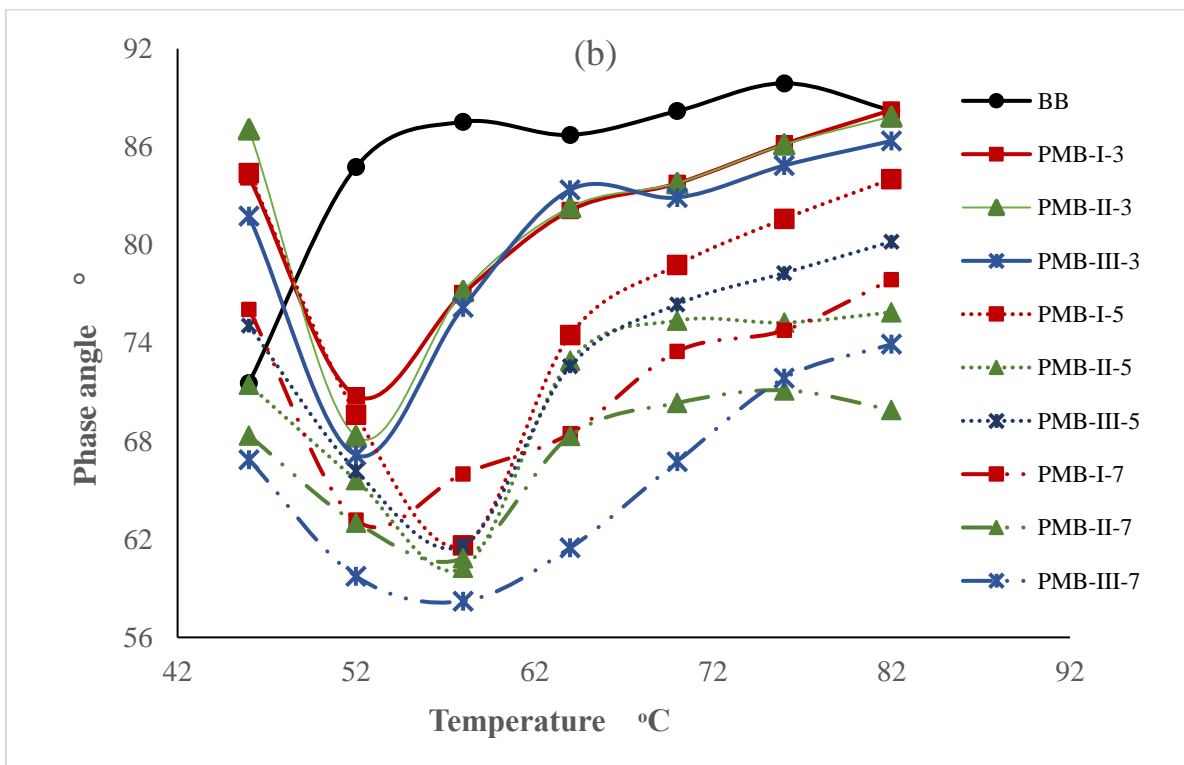 (b)
92
86
80
74
68
62
56
Phase angle °
42 52 62 72 82 92
Temperature °C
BB
PMB-I-3
PMB-II-3
PMB-III-3
PMB-I-5
PMB-II-5
PMB-III-5
PMB-I-7
PMB-II-7
PMB-III-7